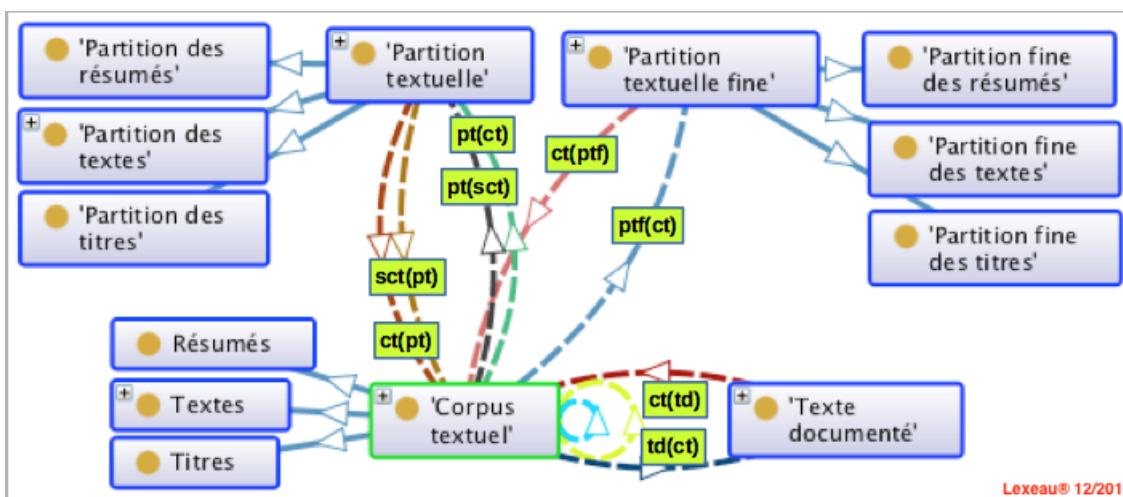 'Partition des
résumés'
'Partition
textuelle'
'Partition
textuelle fine'
'Partition fine
des résumés'
'Partition des
textes'
pt(ct)
ct(ptf)
'Partition fine
des textes'
pt(sct)
'Partition des
titres'
ptf(ct)
'Partition fine
des titres'
sct(pt)
ct(pt)
Résumés
Textes
Titres
'Corpus
textuel'
ct(td)
td(ct)
'Texte
documenté'
Lexeau® 12/201